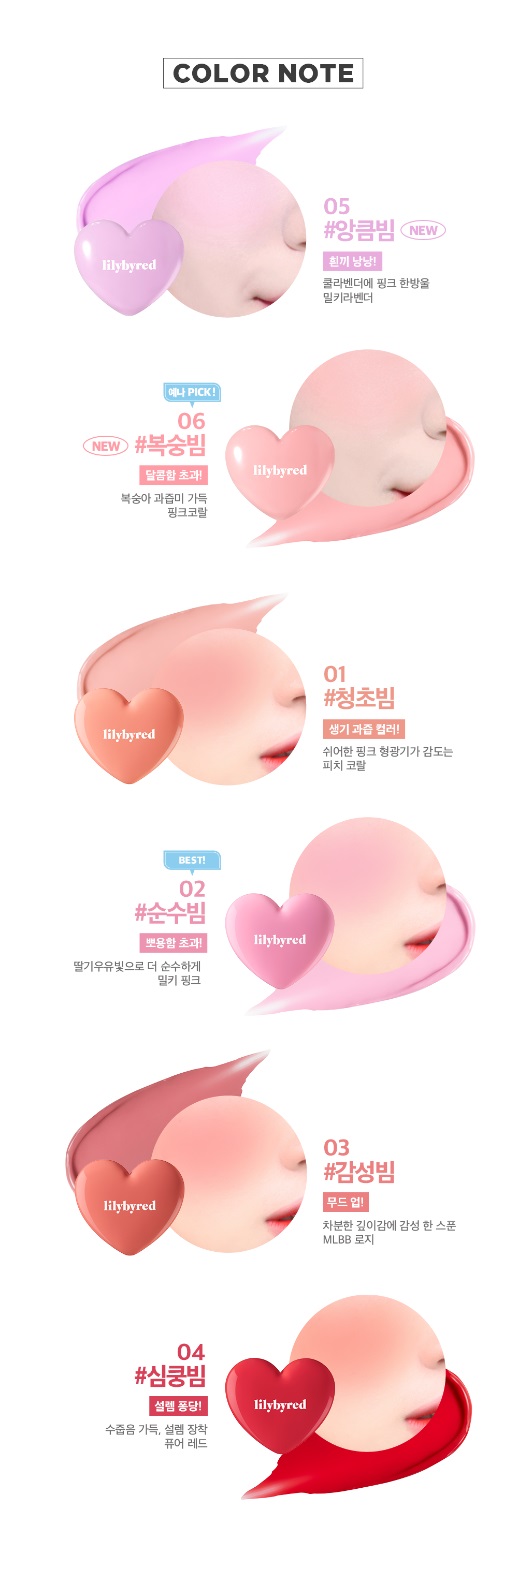 COLOR NOTE
05
#앙큼빔 NEW
흰끼 낭낭!
쿨라벤더에 핑크 한방울
밀키라벤더
lilybyred
예나 PICK!
06
NEW #복숭빔
달콤함 초과!
복숭아 과즙미 가득
핑크코랄
lilybyred
01
#청초빔
생기 과즙 컬러!
쉬어한 핑크 형광기가 감도는
피치 코랄
lilybyred
BEST!
02
#순수빔
뽀용함 초과!
딸기우유빛으로 더 순수하게
밀키 핑크
lilybyred
03
#감성빔
무드 업!
차분한 깊이감에 감성 한 스푼
MLBB 로지
lilybyred
04
#심쿵빔
설렘 퐁당!
수줍음 가득, 설렘 장착
퓨어 레드
lilybyred